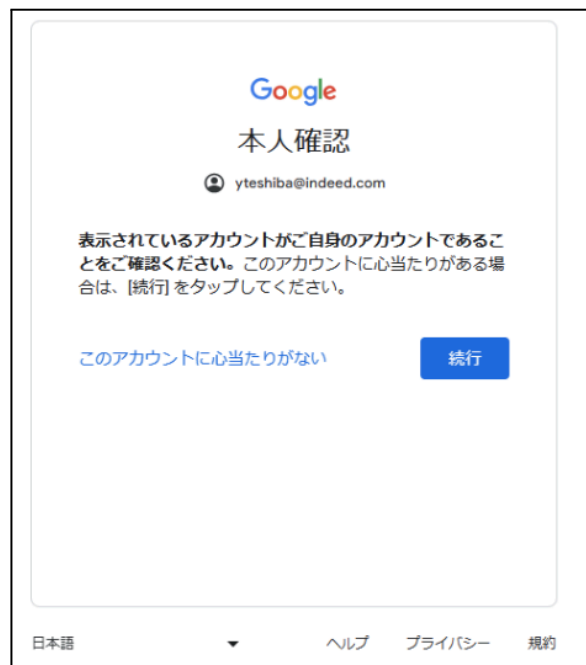 Google
本人確認
yteshiba@indeed.com
表示されているアカウントがご自身のアカウントであるこ
とをご確認ください。このアカウントに心当たりがある場
合は、[続行] をタップしてください。
このアカウントに心当たりがない
続行
日本語
ヘルプ
プライバシー
規約